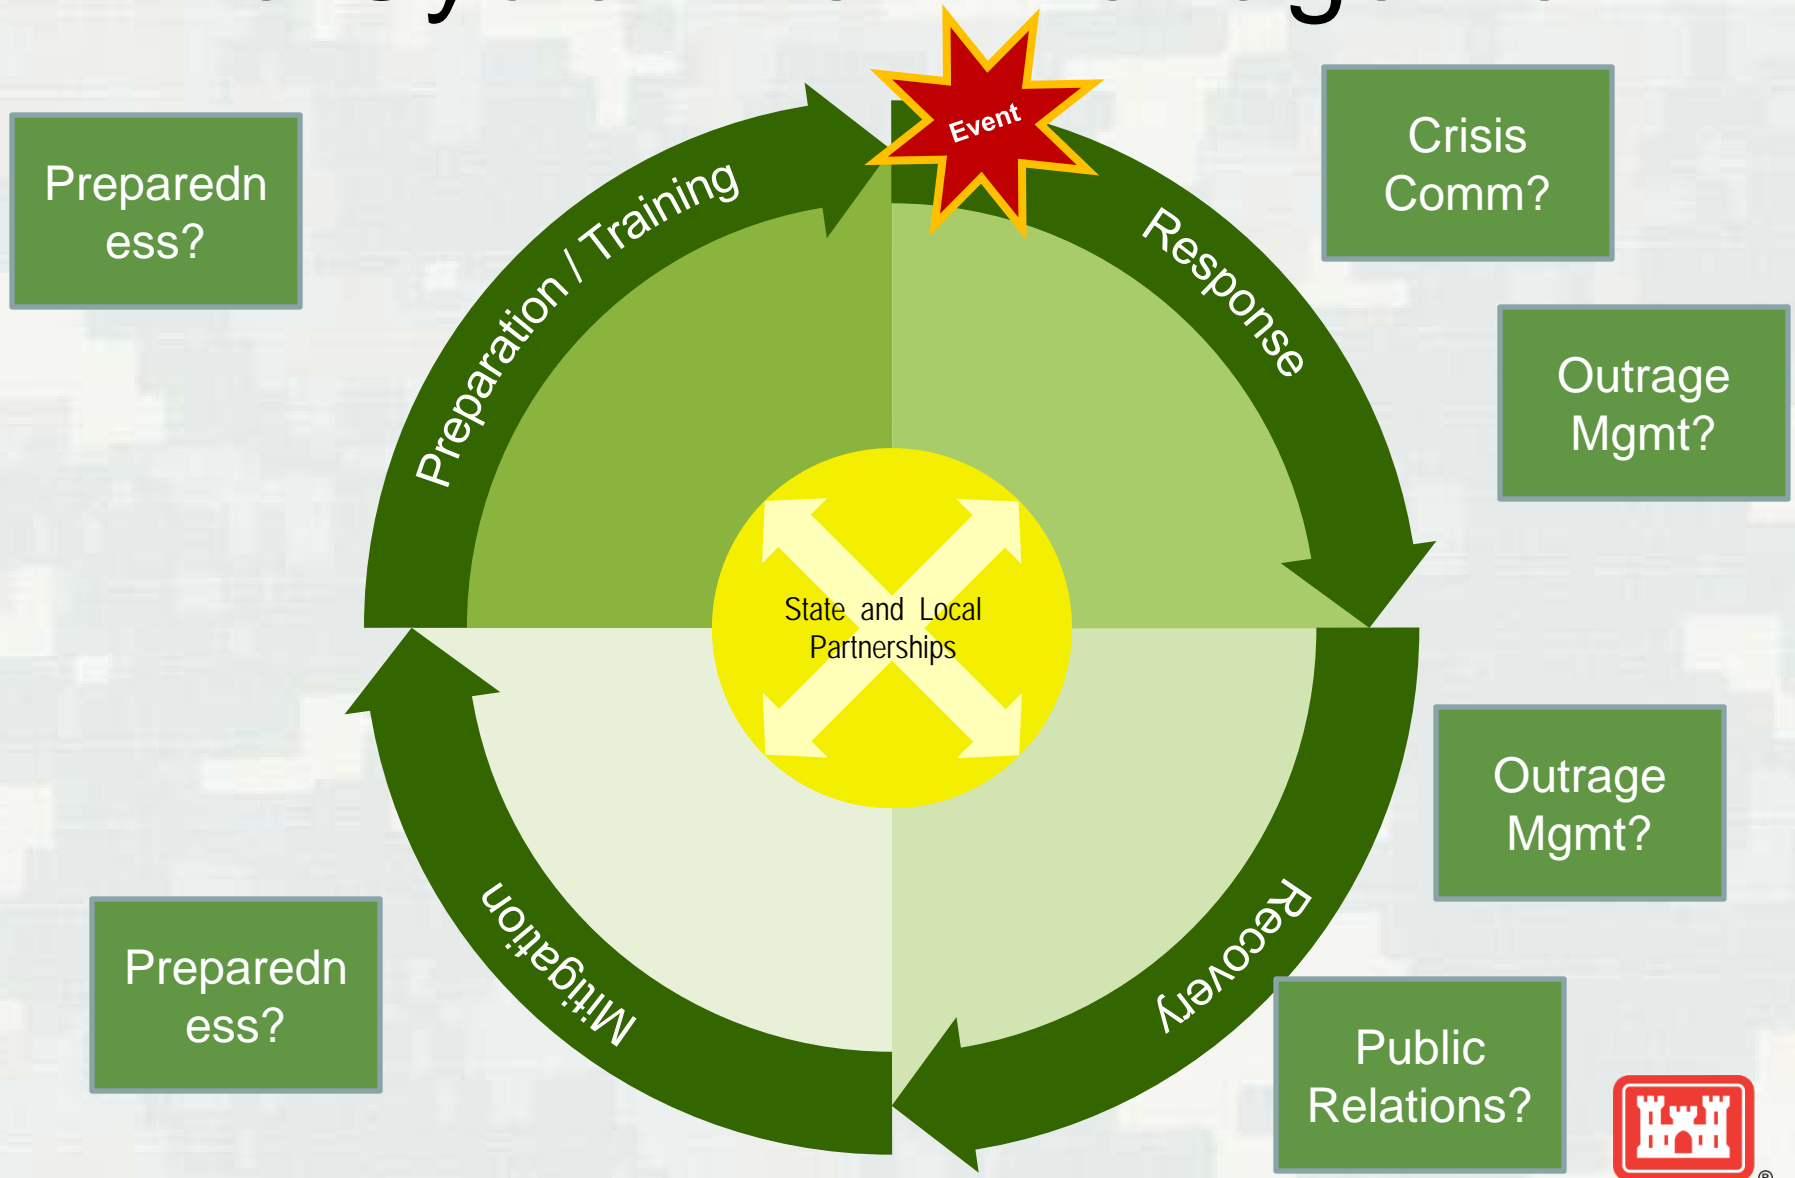 Event
Preparedn
ess?
Preparation / Training
Response
Crisis
Comm?
Outrage
Mgmt?
State and Local
Partnerships
Outrage
Mgmt?
Mitigation
Recovery
Preparedn
ess?
Public
Relations?
®